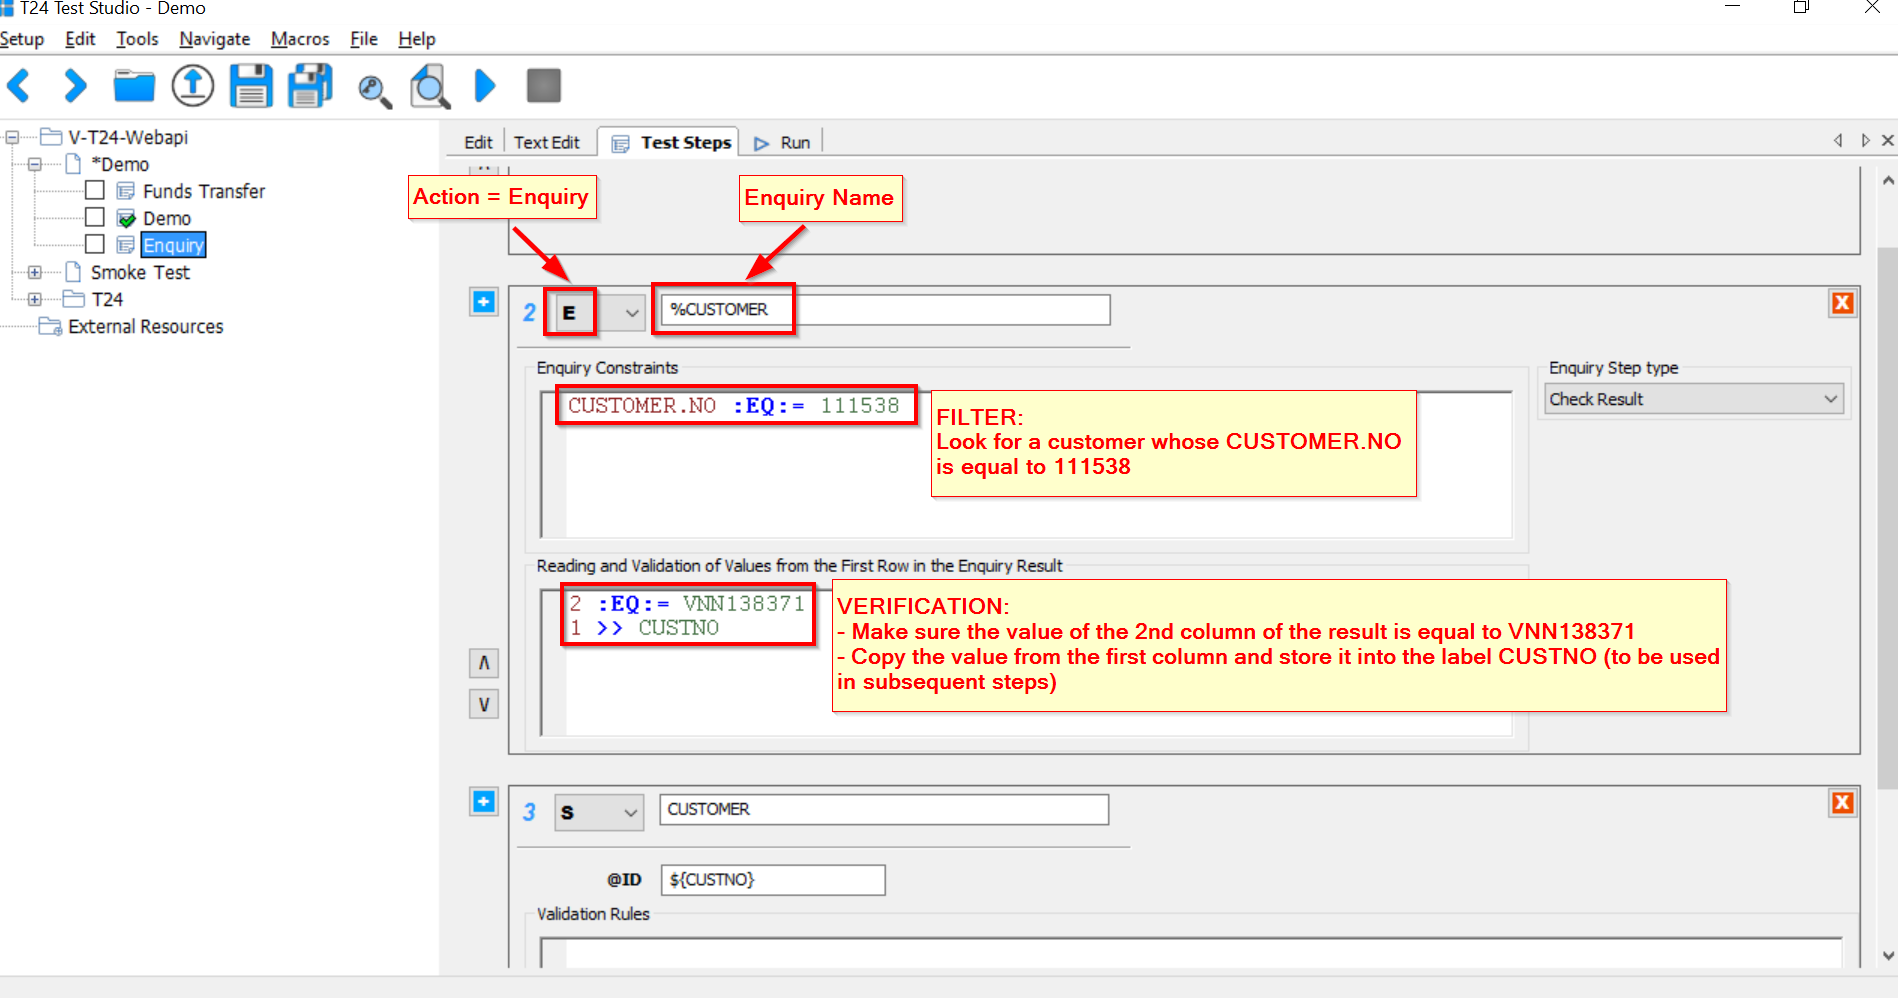 T24 Test Studio - Demo
Setup Edit Tools Navigate Macros File Help
V-T24-Webapi
*Demo
Funds Transfer
Demo
Enquiry
Smoke Test
T24
External Resources
Edit Text Edit Test Steps Run
Action = Enquiry
Enquiry Name
2 E %CUSTOMER
X
Enquiry Constraints
CUSTOMER.NO :EQ:= 111538
FILTER:
Look for a customer whose CUSTOMER.NO
is equal to 111538
Enquiry Step type
Check Result
Reading and Validation of Values from the First Row in the Enquiry Result
2 :EQ:= VNN138371
1 >> CUSTNO
VERIFICATION:
- Make sure the value of the 2nd column of the result is equal to VNN138371
- Copy the value from the first column and store it into the label CUSTNO (to be used
in subsequent steps)
3 S CUSTOMER
X
@ID ${CUSTNO}
Validation Rules